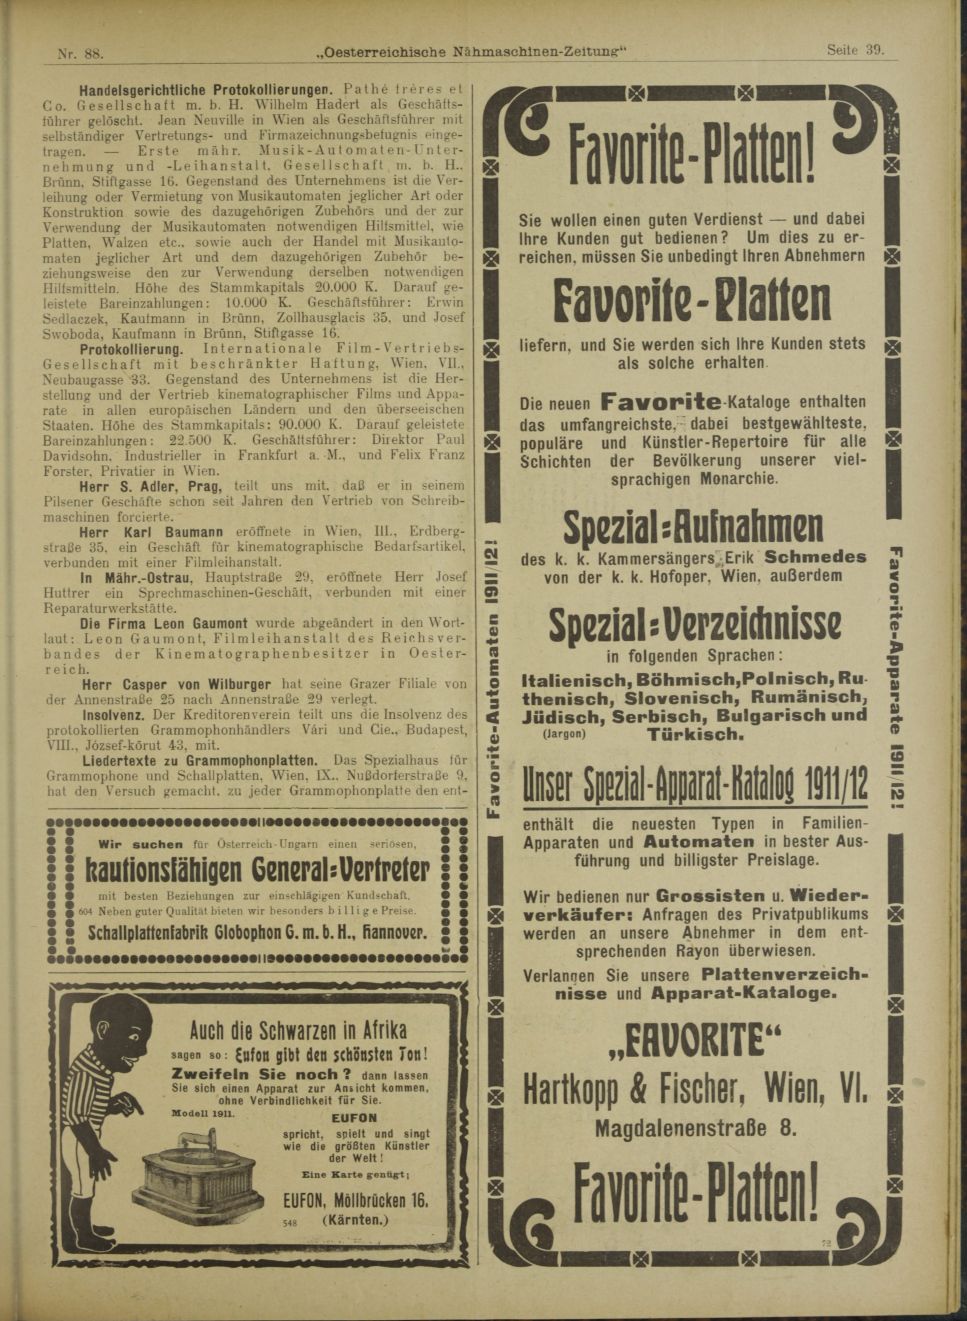 Nr. 88.
„Oesterreichische Nähmaschinen-Zeitung“
Seite 39.
Handelsgerichtliche Protokollierungen. Pathé frères et
Co. Gesellschaft m. b. H. Wilhelm Hadert als Geschäfts-
führer gelöscht. Jean Neuville in Wien als Geschäftsführer mit
selbständiger Vertretungs- und Firmazeichnungsbefugnis einge-
tragen. — Erste mähr. Musik-Automaten-Unter-
nehmung und -Leihanstalt, Gesellschaft m. b. H.,
Brünn, Stiftgasse 16. Gegenstand des Unternehmens ist die Ver-
leihung oder Vermietung von Musikautomaten jeglicher Art oder
Konstruktion sowie des dazugehörigen Zubehörs und der zur
Verwendung der Musikautomaten notwendigen Hilfsmittel, wie
Platten, Walzen etc., sowie auch der Handel mit Musikauto-
maten jeglicher Art und dem dazugehörigen Zubehör be-
ziehungsweise den zur Verwendung derselben notwendigen
Hilfsmitteln. Höhe des Stammkapitals 20.000 K. Darauf ge-
leistete Bareinzahlungen: 10.000 K. Geschäftsführer: Erwin
Sedlaczek, Kaufmann in Brünn, Zollhausglacis 35, und Josef
Swoboda, Kaufmann in Brünn, Stiftgasse 16.
Protokollierung. Internationale Film-Vertriebs-
Gesellschaft mit beschränkter Haftung, Wien, VII.,
Neubaugasse 33. Gegenstand des Unternehmens ist die Her-
stellung und der Vertrieb kinematographischer Films und Appa-
rate in allen europäischen Ländern und den überseeischen
Staaten. Höhe des Stammkapitals: 90.000 K. Darauf geleistete
Bareinzahlungen: 22.500 K. Geschäftsführer: Direktor Paul
Davidsohn, Industrieller in Frankfurt a. M., und Felix Franz
Forster, Privatier in Wien.
Herr S. Adler, Prag, teilt uns mit, daß er in seinem
Pilsener Geschäfte schon seit Jahren den Vertrieb von Schreib-
maschinen forcierte.
Herr Karl Baumann eröffnete in Wien, III., Erdberg-
straße 35, ein Geschäft für kinematographische Bedarfsartikel,
verbunden mit einer Filmleihanstalt.
In Mähr.-Ostrau, Hauptstraße 29, eröffnete Herr Josef
Huttrer ein Sprechmaschinen-Geschäft, verbunden mit einer
Reparaturwerkstätte.
Die Firma Leon Gaumont wurde abgeändert in den Wort-
laut: Leon Gaumont, Filmleihanstalt des Reichsver-
bandes der Kinematographenbesitzer in Oester-
reich.
Herr Casper von Wilburger hat seine Grazer Filiale von
der Annenstraße 25 nach Annenstraße 29 verlegt.
Insolvenz. Der Kreditorenverein teilt uns die Insolvenz des
protokollierten Grammophonhändlers Vári und Cie., Budapest,
VIII., József-körut 43, mit.
Liedertexte zu Grammophonplatten. Das Spezialhaus für
Grammophone und Schallplatten, Wien, IX., Nußdorferstraße 9,
hat den Versuch gemacht, zu jeder Grammophonplatte den ent-
Wir suchen für Österreich-Ungarn einen seriösen,
kautionsfähigen General=Vertreter
mit besten Beziehungen zur einschlägigen Kundschaft.
604 Neben guter Qualität bieten wir besonders billige Preise.
Schallplattenfabrik Globophon G. m. b. H., Hannover.
Auch die Schwarzen in Afrika
sagen so: Eufon gibt den schönsten Ton!
Zweifeln Sie noch? dann lassen
Sie sich einen Apparat zur Ansicht kommen,
ohne Verbindlichkeit für Sie.
Modell 1911.
EUFON
spricht, spielt und singt
wie die größten Künstler
der Welt!
Eine Karte genügt;
EUFON, Möllbrücken 16.
548 (Kärnten.)
Favorite-Platten!
Sie wollen einen guten Verdienst — und dabei
Ihre Kunden gut bedienen? Um dies zu er-
reichen, müssen Sie unbedingt Ihren Abnehmern
Favorite-Platten
liefern, und Sie werden sich Ihre Kunden stets
als solche erhalten.
Die neuen Favorite-Kataloge enthalten
das umfangreichste, dabei bestgewählteste,
populäre und Künstler-Repertoire für alle
Schichten der Bevölkerung unserer viel-
sprachigen Monarchie.
Spezial=Aufnahmen
des k. k. Kammersängers Erik Schmedes
von der k. k. Hofoper, Wien, außerdem
Spezial=Verzeichnisse
in folgenden Sprachen:
Italienisch, Böhmisch, Polnisch, Ru-
thenisch, Slovenisch, Rumänisch,
Jüdisch, Serbisch, Bulgarisch und
(Jargon) Türkisch.
Unser Spezial-Apparat-Katalog 1911/12
enthält die neuesten Typen in Familien-
Apparaten und Automaten in bester Aus-
führung und billigster Preislage.
Wir bedienen nur Grossisten u. Wieder-
verkäufer: Anfragen des Privatpublikums
werden an unsere Abnehmer in dem ent-
sprechenden Rayon überwiesen.
Verlangen Sie unsere Plattenverzeich-
nisse und Apparat-Kataloge.
„FAVORITE“
Hartkopp & Fischer, Wien, VI.
Magdalenenstraße 8.
Favorite-Platten!
72
Favorite-Automaten 1911/12!
Favorite-Apparate 1911/12!